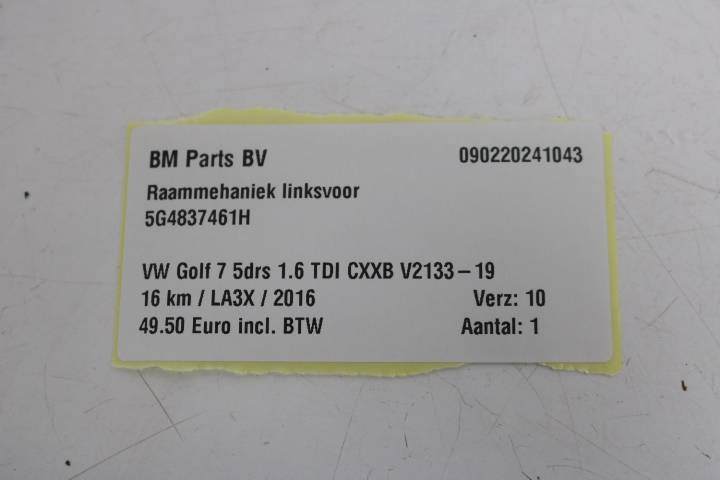 BM Parts BV 090220241043
Raammehaniek linksvoor
5G4837461H
VW Golf 7 5drs 1.6 TDI CXXB V2133-19
16 km / LA3X / 2016 Verz: 10
49.50 Euro incl. BTW Aantal: 1